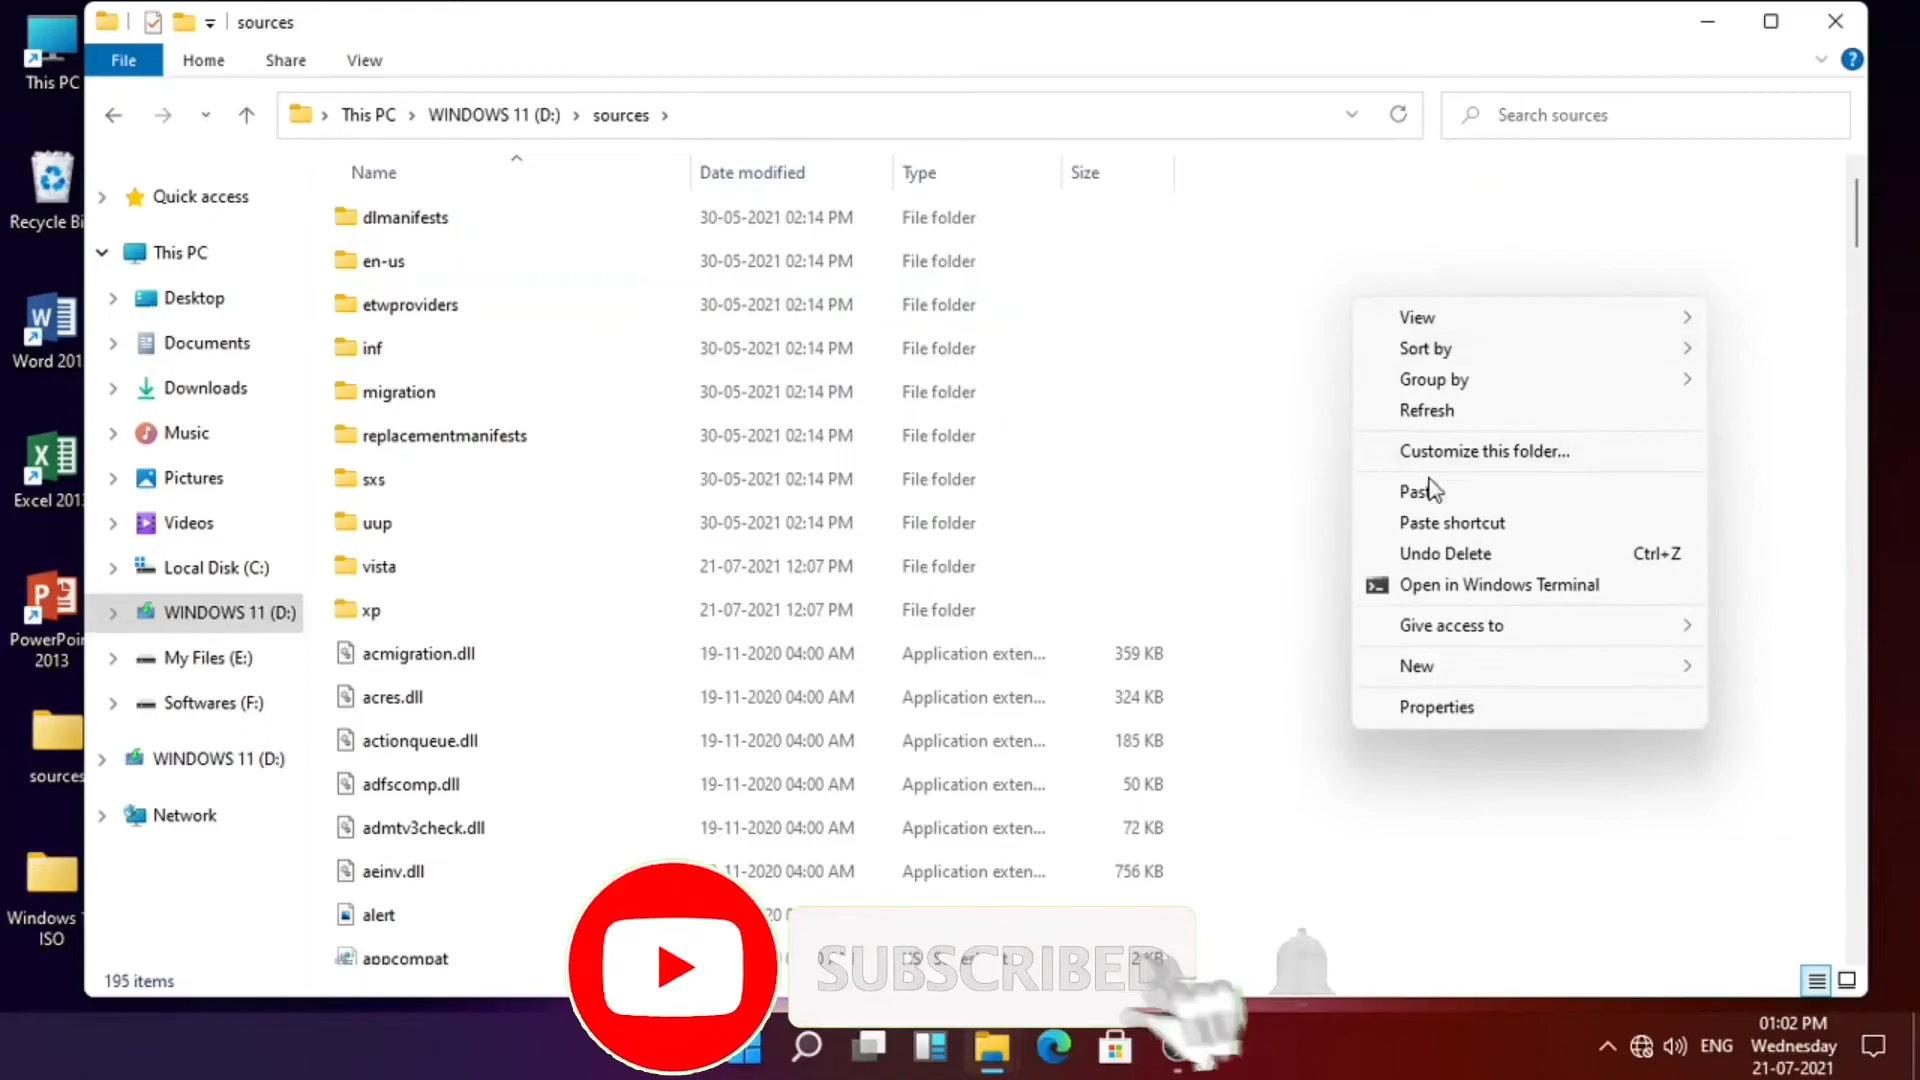 sources
File
Home
Share
View
This PC
WINDOWS 11 (D:)
sources
Search sources
Name
Date modified
Type
Size
This PC
Recycle Bi
Word 201
Excel 201
PowerPoin
2013
sources
Windows
ISO
Quick access
This PC
Desktop
Documents
Downloads
Music
Pictures
Videos
Local Disk (C:)
WINDOWS 11 (D:)
My Files (E:)
Softwares (F:)
WINDOWS 11 (D:)
Network
dlmanifests 30-05-2021 02:14 PM File folder
en-us 30-05-2021 02:14 PM File folder
etwproviders 30-05-2021 02:14 PM File folder
inf 30-05-2021 02:14 PM File folder
migration 30-05-2021 02:14 PM File folder
replacementmanifests 30-05-2021 02:14 PM File folder
sxs 30-05-2021 02:14 PM File folder
uup 30-05-2021 02:14 PM File folder
vista 21-07-2021 12:07 PM File folder
xp 21-07-2021 12:07 PM File folder
acmigration.dll 19-11-2020 04:00 AM Application exten... 359 KB
acres.dll 19-11-2020 04:00 AM Application exten... 324 KB
actionqueue.dll 19-11-2020 04:00 AM Application exten... 185 KB
adfscomp.dll 19-11-2020 04:00 AM Application exten... 50 KB
admtv3check.dll 19-11-2020 04:00 AM Application exten... 72 KB
aeinv.dll 11-2020 04:00 AM Application exten... 756 KB
alert
appcompat
View
Sort by
Group by
Refresh
Customize this folder...
Paste
Paste shortcut
Undo Delete Ctrl+Z
Open in Windows Terminal
Give access to
New
Properties
195 items
SUBSCRIBED
ENG
01:02 PM
Wednesday
21-07-2021